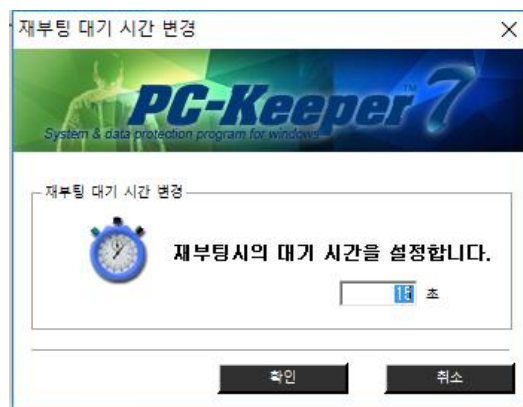 재부팅 대기 시간 변경
PC-Keeper™ 7
System & data protection program for windows
재부팅 대기 시간 변경
재부팅시의 대기 시간을 설정합니다.
15 초
확인 취소